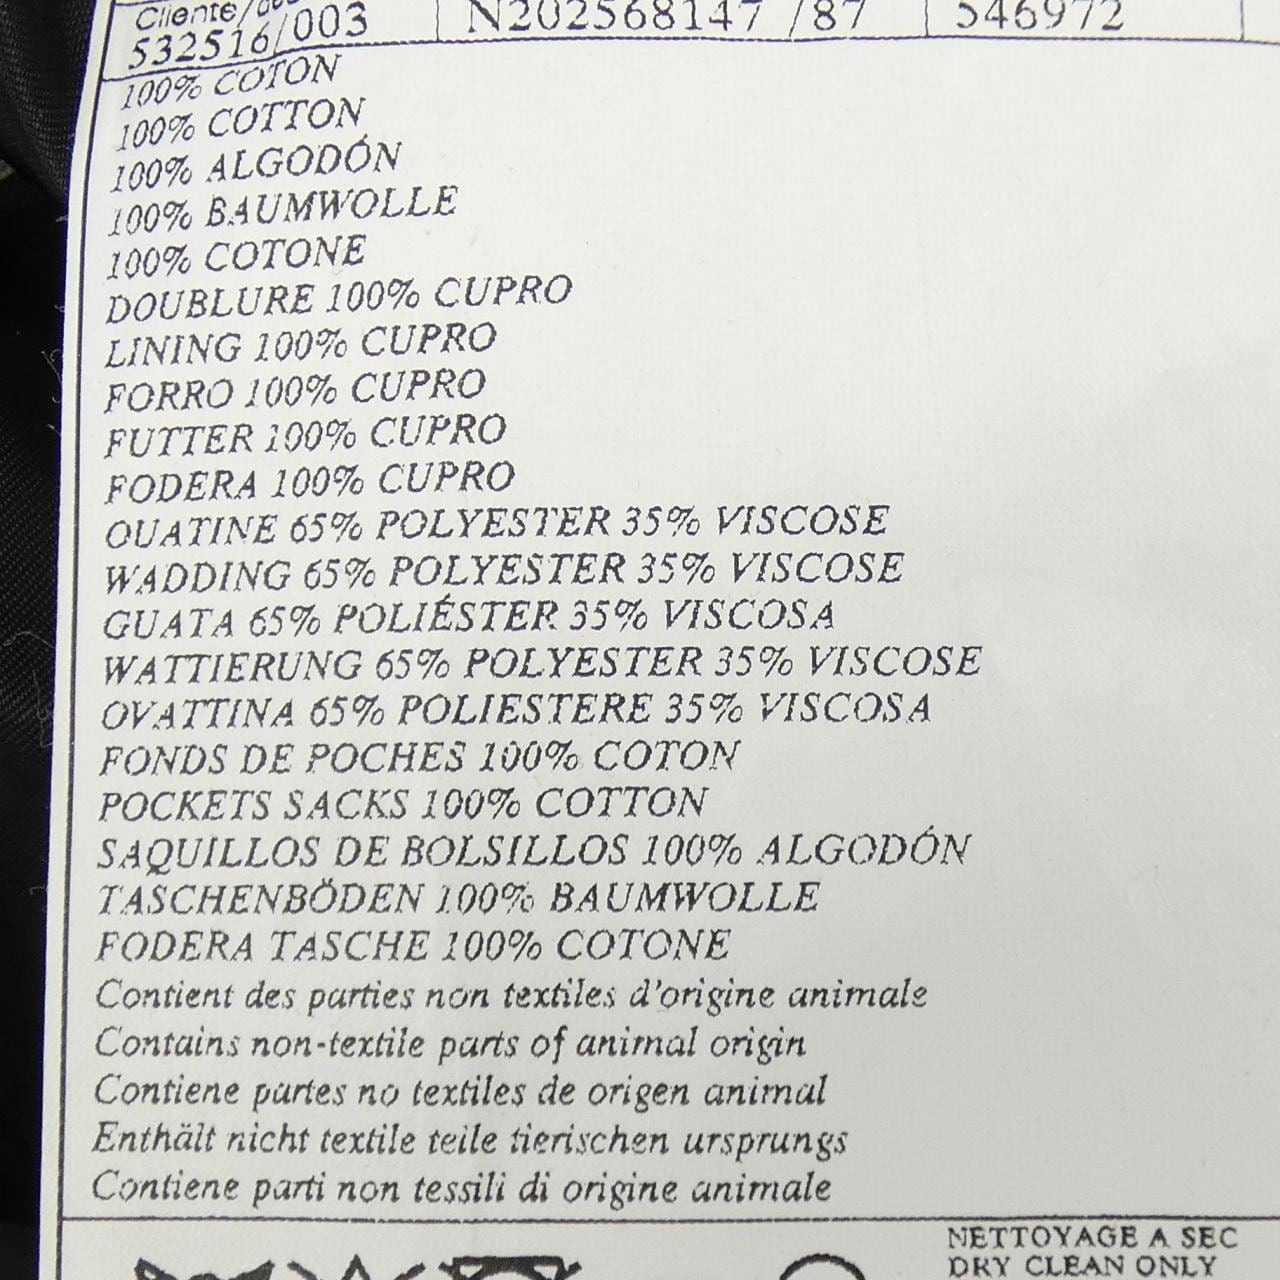 Cliente/
532516/003
N202568147 /87
546972
100% COTON
100% COTTON
100% ALGODÓN
100% BAUMWOLLE
100% COTONE
DOUBLURE 100% CUPRO
LINING 100% CUPRO
FORRO 100% CUPRO
FUTTER 100% CUPRO
FODERA 100% CUPRO
OUATINE 65% POLYESTER 35% VISCOSE
WADDING 65% POLYESTER 35% VISCOSE
GUATA 65% POLIÉSTER 35% VISCOSA
WATTIERUNG 65% POLYESTER 35% VISCOSE
OVATTINA 65% POLIESTERE 35% VISCOSA
FONDS DE POCHES 100% COTON
POCKETS SACKS 100% COTTON
SAQUILLOS DE BOLSILLOS 100% ALGODÓN
TASCHENBÖDEN 100% BAUMWOLLE
FODERA TASCHE 100% COTONE
Contient des parties non textiles d'origine animale
Contains non-textile parts of animal origin
Contiene partes no textiles de origen animal
Enthält nicht textile teile tierischen ursprungs
Contiene parti non tessili di origine animale
NETTOYAGE A SEC
DRY CLEAN ONLY